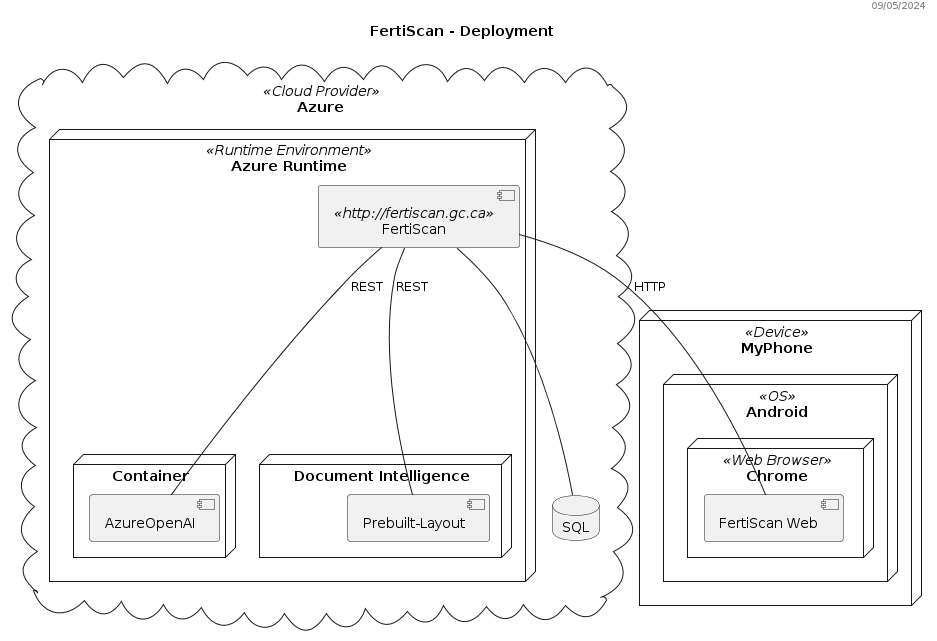 09/05/2024
FertiScan - Deployment
«Cloud Provider»
Azure
«Runtime Environment»
Azure Runtime
«http://fertiscan.gc.ca»
FertiScan
REST
REST
HTTP
«Device»
MyPhone
«OS»
Android
«Web Browser»
Chrome
Container
Document Intelligence
AzureOpenAI
Prebuilt-Layout
SQL
FertiScan Web